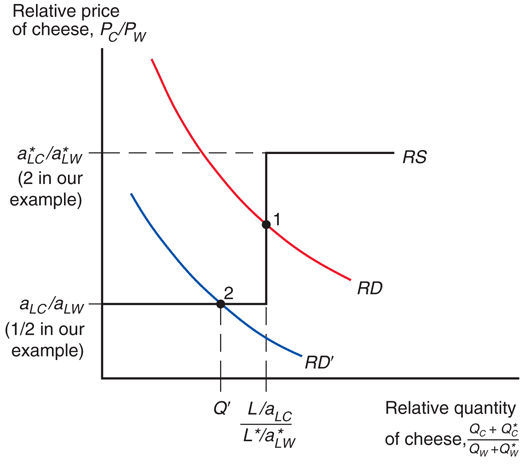 Relative price
of cheese, P_C/P_W
a*_LC/a*_LW
(2 in our
example)
RS
1
RD
2
a_LC/a_LW
(1/2 in our
example)
RD′
Q′
L/a_LC
L*/a*_LW
Relative quantity
of cheese, Q_C + Q*_C
Q_W + Q*_W